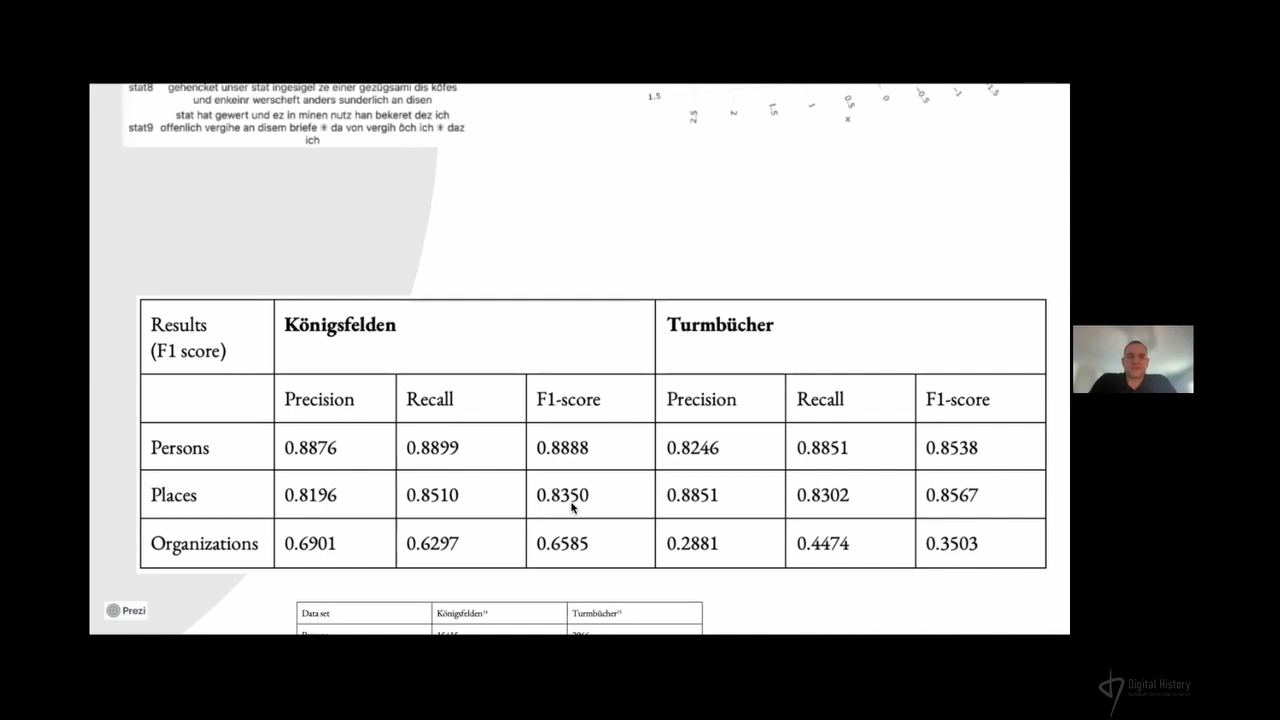 stat8 gehencket unser stat ingesigel ze einer gezügsami dis köfes
und enkeinr werscheft anders sunderlich an disen
stat hat gewert und ez in minen nutz han bekeret dez ich
stat9 offenlich vergihe an disem briefe * da von vergih öch ich * daz
ich
1.5
2.5 2 1.5 1 0.5 0 −0.5 −1 1.5
x
Results
(F1 score) Königsfelden Turmbücher
Precision Recall F1-score Precision Recall F1-score
Persons 0.8876 0.8899 0.8888 0.8246 0.8851 0.8538
Places 0.8196 0.8510 0.8350 0.8851 0.8302 0.8567
Organizations 0.6901 0.6297 0.6585 0.2881 0.4474 0.3503
Prezi
Data set Königsfelden¹⁴ Turmbücher¹⁵
Digital History